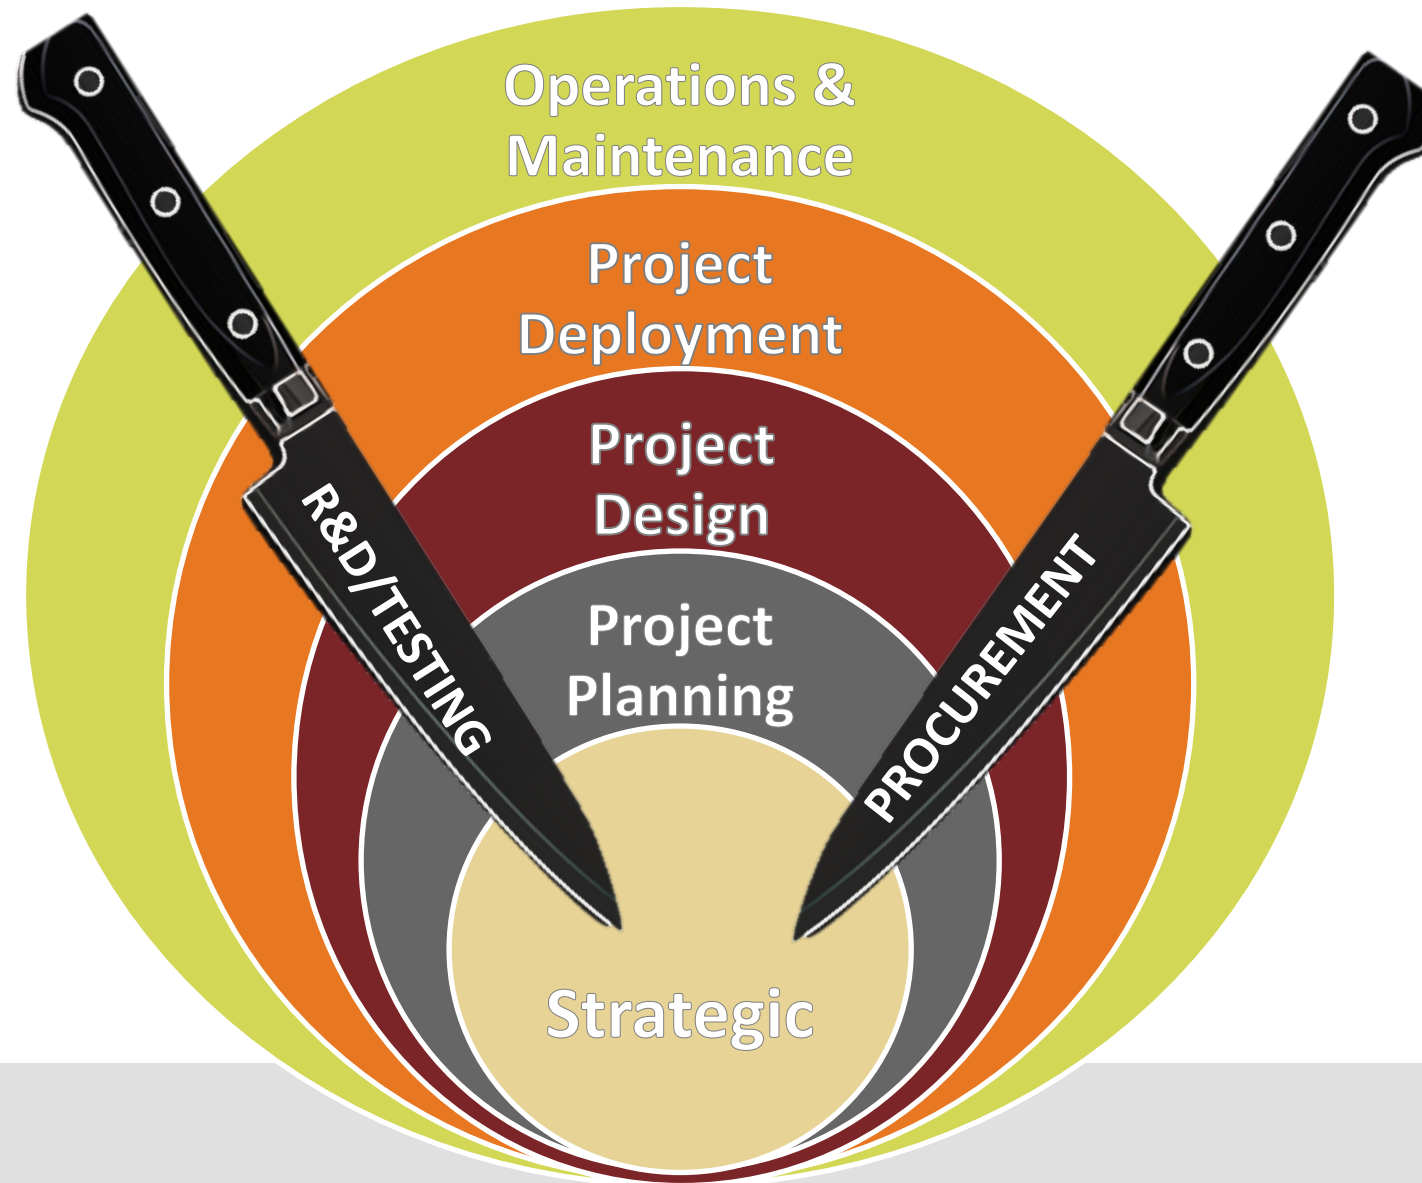 Operations &
Maintenance
Project
Deployment
Project
Design
Project
Planning
Strategic
R&D/TESTING
PROCUREMENT